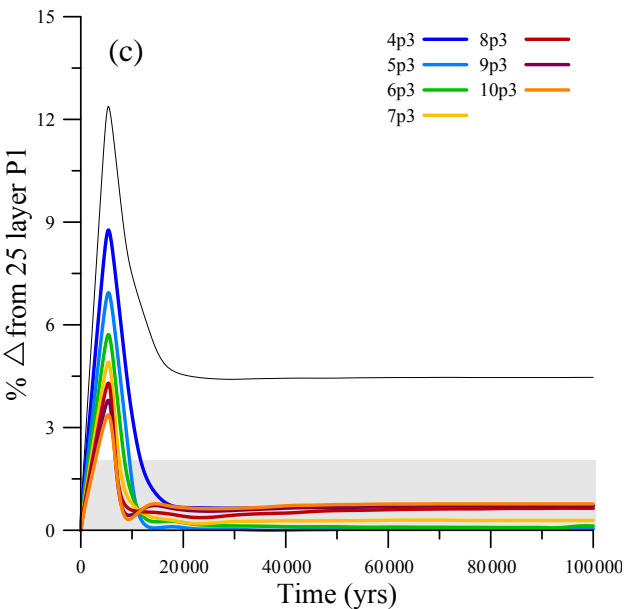 15
(c)
4p3 8p3
5p3 9p3
6p3 10p3
7p3
12
9
6
3
0
% Δ from 25 layer P1
0 20000 40000 60000 80000 100000
Time (yrs)